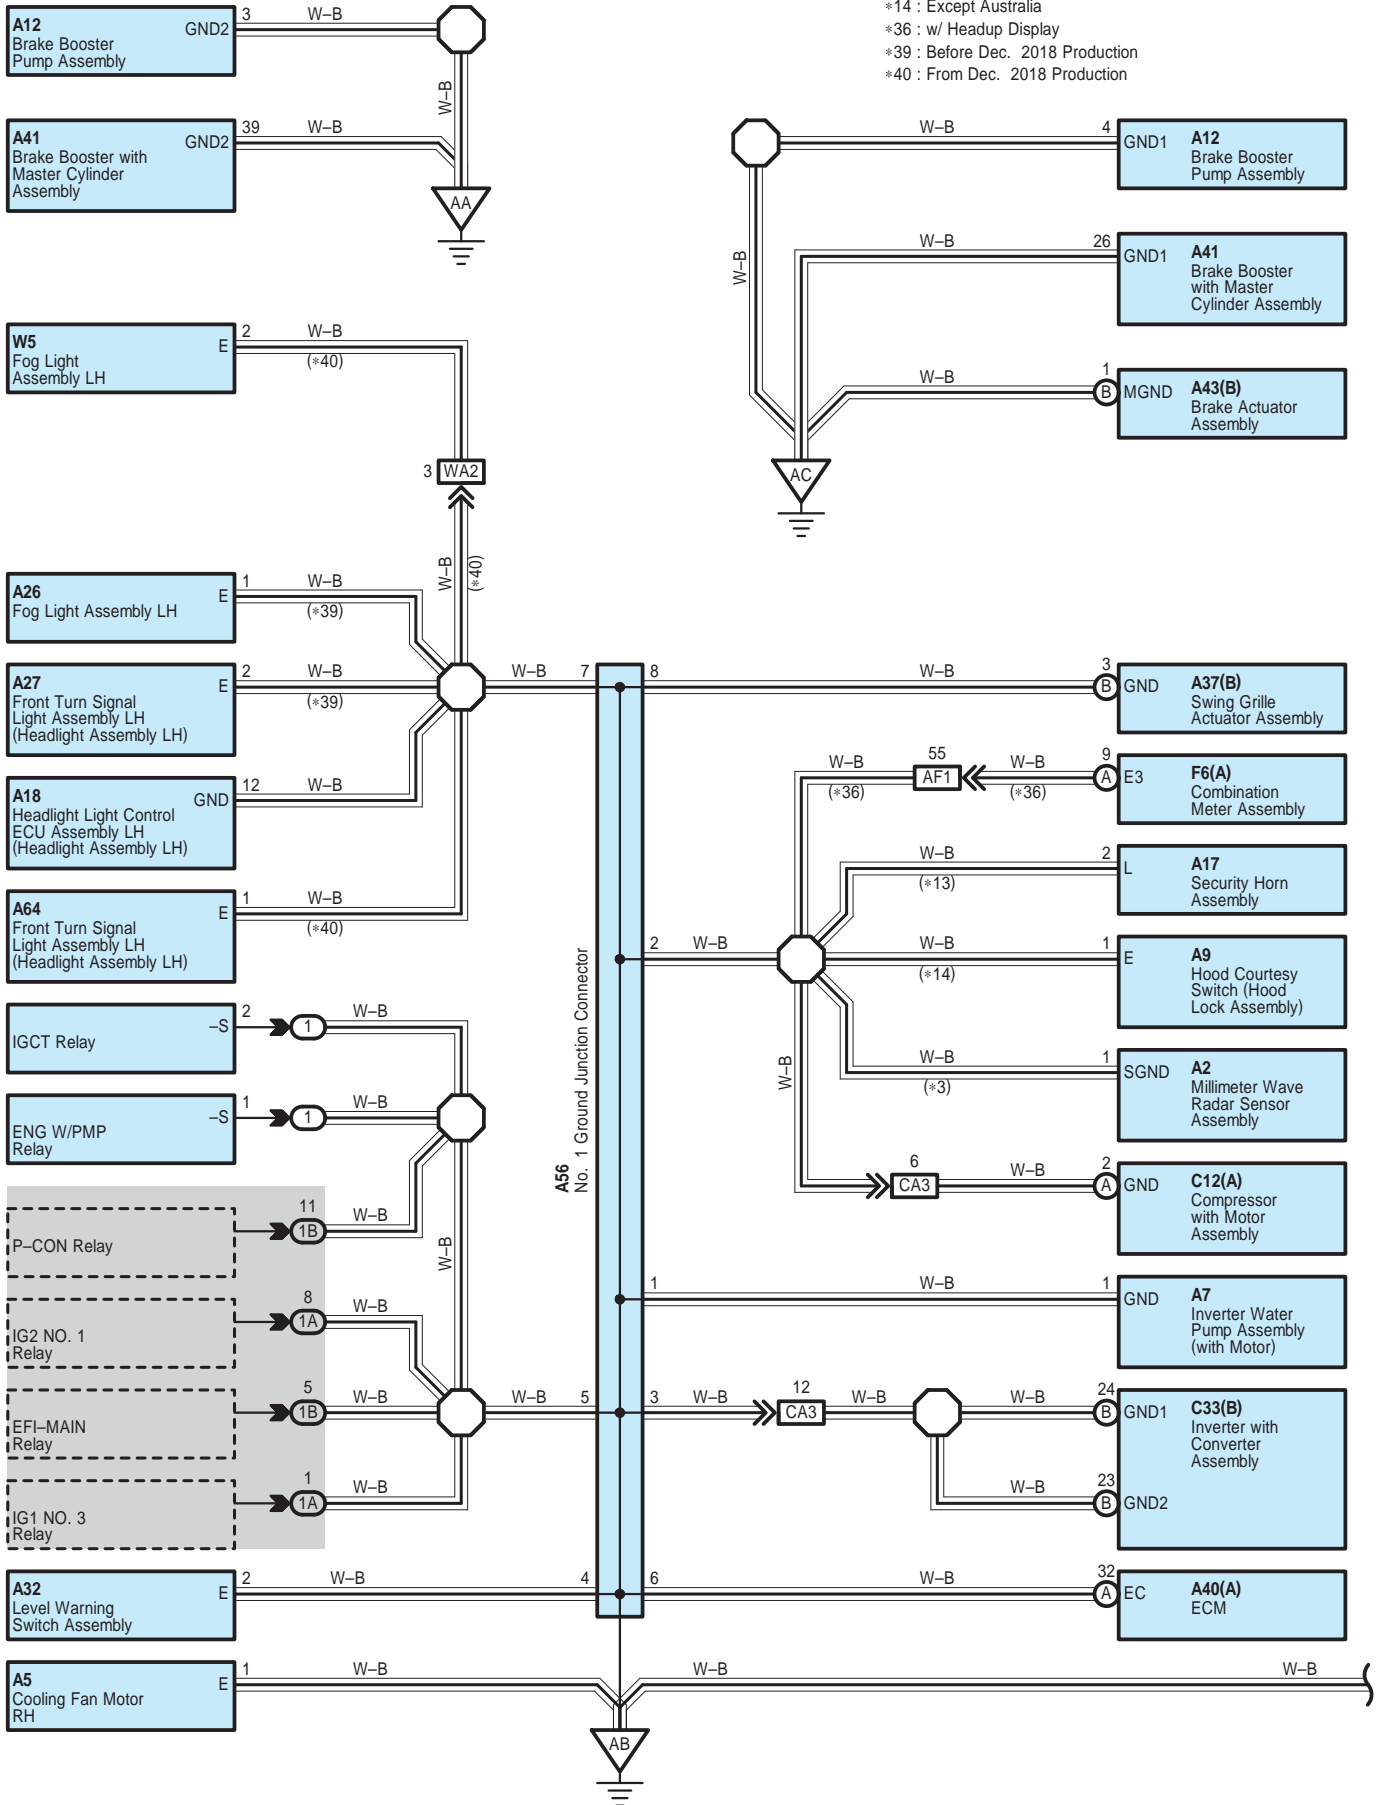 *14 : Except Australia
*36 : w/ Headup Display
*39 : Before Dec. 2018 Production
*40 : From Dec. 2018 Production
A12
Brake Booster
Pump Assembly
GND2
3
W–B
W–B
A41
Brake Booster with
Master Cylinder
Assembly
GND2
39
W–B
AA
W–B
4
GND1
A12
Brake Booster
Pump Assembly
W–B
W–B
26
GND1
A41
Brake Booster
with Master
Cylinder Assembly
W–B
1
B
MGND
A43(B)
Brake Actuator
Assembly
AC
W5
Fog Light
Assembly LH
E
2
W–B
(*40)
3
WA2
W–B
(*40)
A26
Fog Light Assembly LH
E
1
W–B
(*39)
A27
Front Turn Signal
Light Assembly LH
(Headlight Assembly LH)
E
2
W–B
(*39)
W–B
7
A18
Headlight Light Control
ECU Assembly LH
(Headlight Assembly LH)
GND
12
W–B
A64
Front Turn Signal
Light Assembly LH
(Headlight Assembly LH)
E
1
W–B
(*40)
IGCT Relay
–S
2
1
W–B
ENG W/PMP
Relay
–S
1
1
W–B
P–CON Relay
11
1B
W–B
W–B
IG2 NO. 1
Relay
8
1A
W–B
EFI–MAIN
Relay
5
1B
W–B
W–B
5
IG1 NO. 3
Relay
1
1A
W–B
A32
Level Warning
Switch Assembly
E
2
W–B
4
A5
Cooling Fan Motor
RH
E
1
W–B
A56
No. 1 Ground Junction Connector
8
W–B
3
B
GND
A37(B)
Swing Grille
Actuator Assembly
W–B
(*36)
55
AF1
W–B
(*36)
9
A
E3
F6(A)
Combination
Meter Assembly
W–B
(*13)
2
L
A17
Security Horn
Assembly
2
W–B
W–B
(*14)
1
E
A9
Hood Courtesy
Switch (Hood
Lock Assembly)
W–B
W–B
(*3)
1
SGND
A2
Millimeter Wave
Radar Sensor
Assembly
6
CA3
W–B
2
A
GND
C12(A)
Compressor
with Motor
Assembly
1
W–B
1
GND
A7
Inverter Water
Pump Assembly
(with Motor)
3
W–B
12
CA3
W–B
W–B
24
B
GND1
C33(B)
Inverter with
Converter
Assembly
W–B
23
B
GND2
6
W–B
32
A
EC
A40(A)
ECM
W–B
W–B
AB